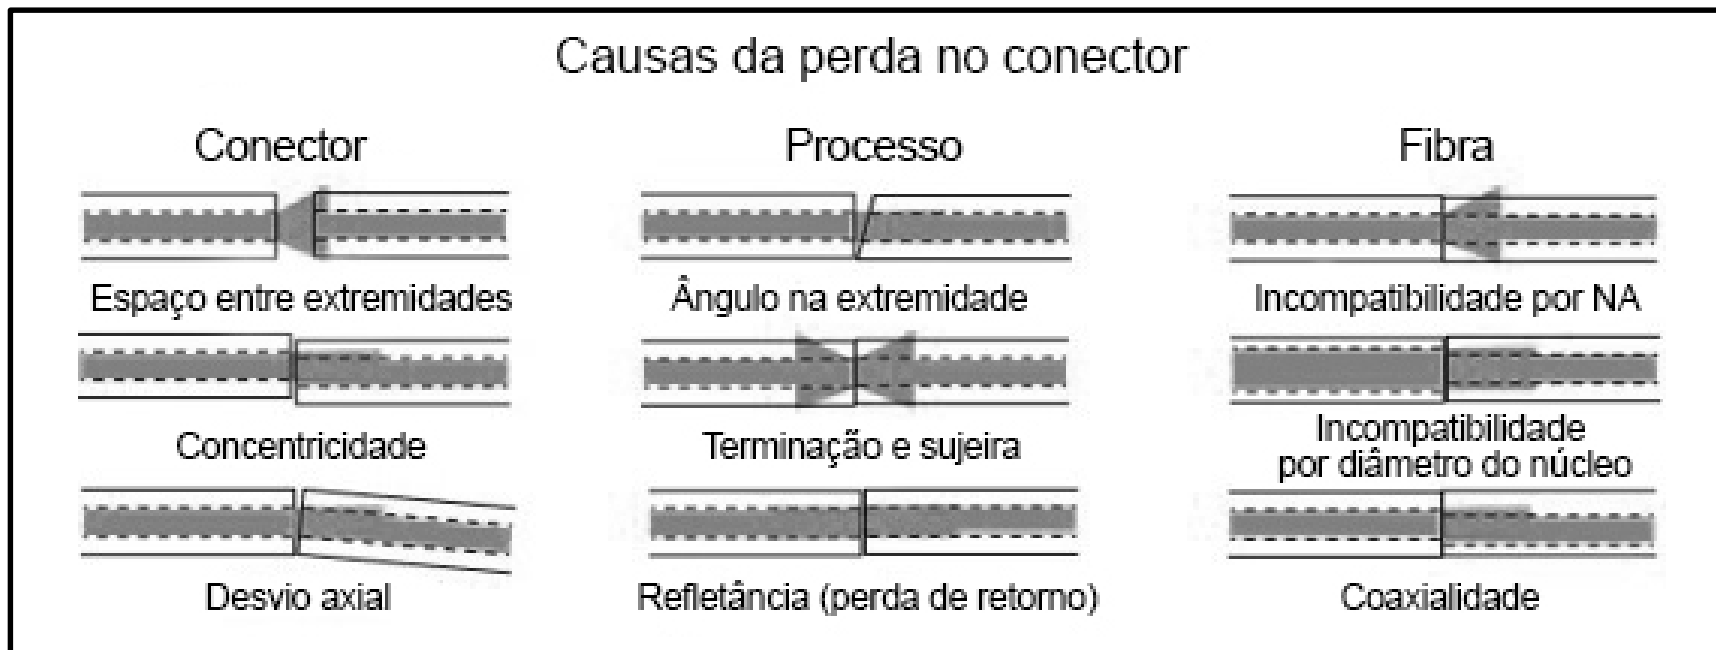 Causas da perda no conector
Conector
Processo
Fibra
Espaço entre extremidades
Ângulo na extremidade
Incompatibilidade por NA
Concentricidade
Terminação e sujeira
Incompatibilidade
por diâmetro do núcleo
Desvio axial
Refletância (perda de retorno)
Coaxialidade